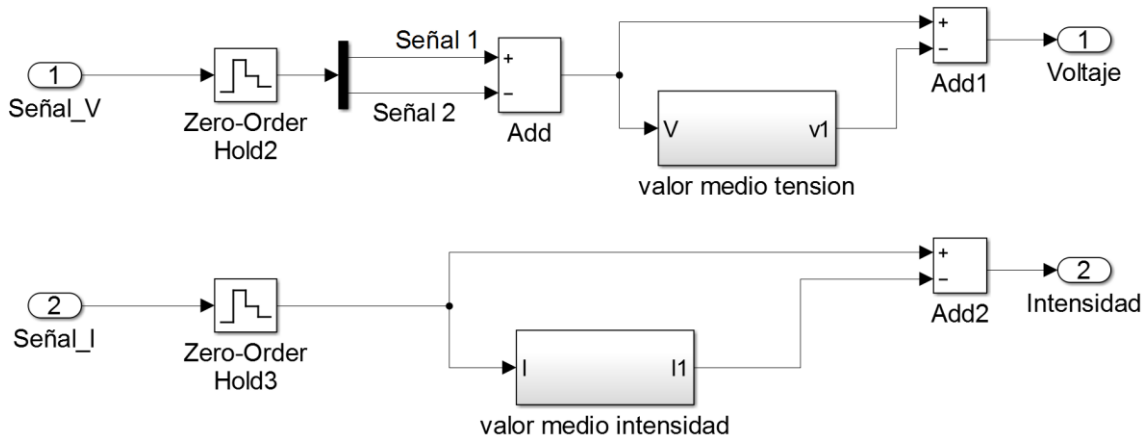 Señal 1
+
+
1
1
+
−
Señal_V
Señal 2
−
Add1
Voltaje
Zero-Order
Hold2
Add
V
v1
valor medio tension
+
−
2
2
Add2
Intensidad
Señal_I
Zero-Order
Hold3
I
I1
valor medio intensidad